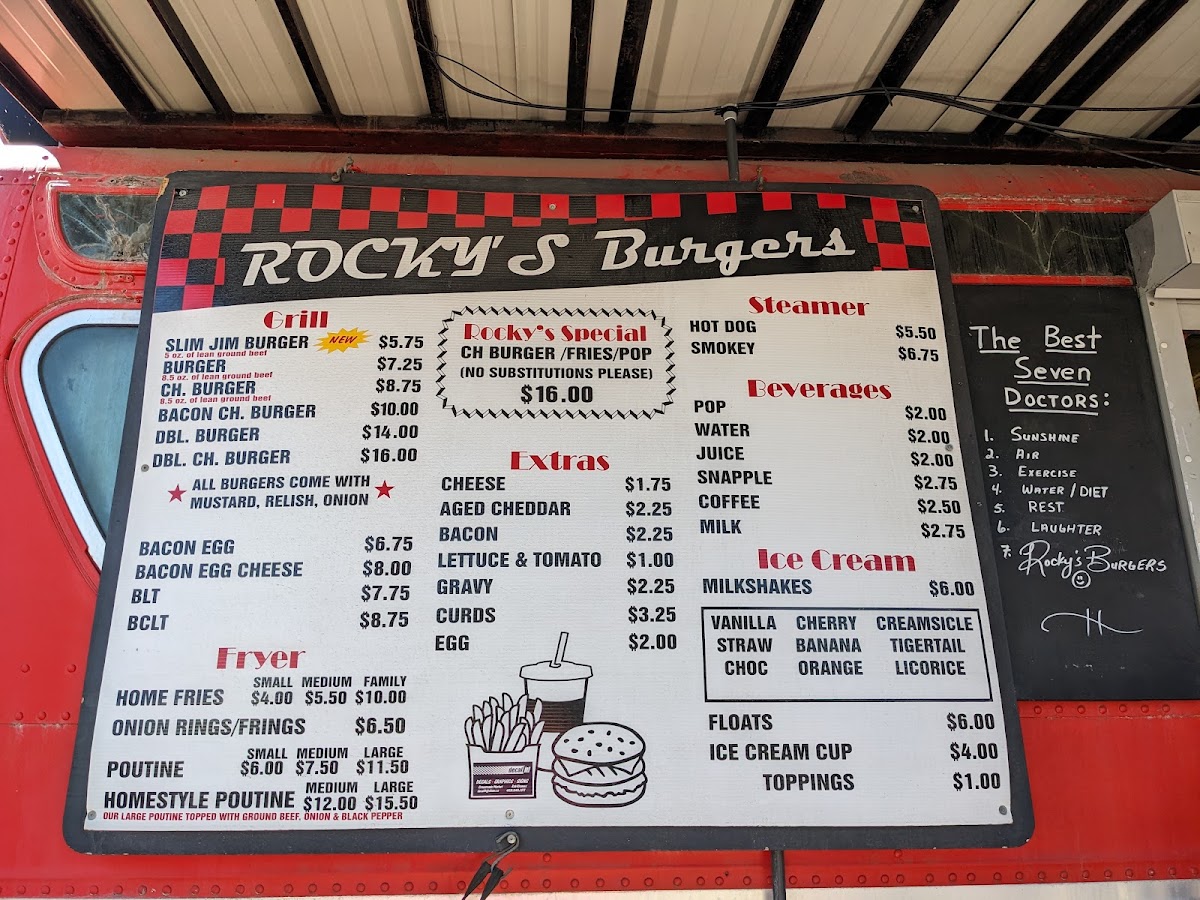 ROCKY'S Burgers
Grill
SLIM JIM BURGER NEW $5.75
5 oz. of lean ground beef
BURGER $7.25
8.5 oz. of lean ground beef
CH. BURGER $8.75
8.5 oz. of lean ground beef
BACON CH. BURGER $10.00
DBL. BURGER $14.00
DBL. CH. BURGER $16.00
ALL BURGERS COME WITH
MUSTARD, RELISH, ONION
BACON EGG $6.75
BACON EGG CHEESE $8.00
BLT $7.75
BCLT $8.75
Fryer
SMALL MEDIUM FAMILY
HOME FRIES $4.00 $5.50 $10.00
ONION RINGS/FRINGS $6.50
SMALL MEDIUM LARGE
POUTINE $6.00 $7.50 $11.50
MEDIUM LARGE
HOMESTYLE POUTINE $12.00 $15.50
OUR LARGE POUTINE TOPPED WITH GROUND BEEF, ONION & BLACK PEPPER
Rocky's Special
CH BURGER /FRIES/POP
(NO SUBSTITUTIONS PLEASE)
$16.00
Extras
CHEESE $1.75
AGED CHEDDAR $2.25
BACON $2.25
LETTUCE & TOMATO $1.00
GRAVY $2.25
CURDS $3.25
EGG $2.00
Steamer
HOT DOG $5.50
SMOKEY $6.75
Beverages
POP $2.00
WATER $2.00
JUICE $2.00
SNAPPLE $2.75
COFFEE $2.50
MILK $2.75
Ice Cream
MILKSHAKES $6.00
VANILLA CHERRY CREAMSICLE
STRAW BANANA TIGERTAIL
CHOC ORANGE LICORICE
FLOATS $6.00
ICE CREAM CUP $4.00
TOPPINGS $1.00
The Best
Seven
Doctors:
1. Sunshine
2. Air
3. Exercise
4. Water / Diet
5. Rest
6. Laughter
7. Rocky's Burgers